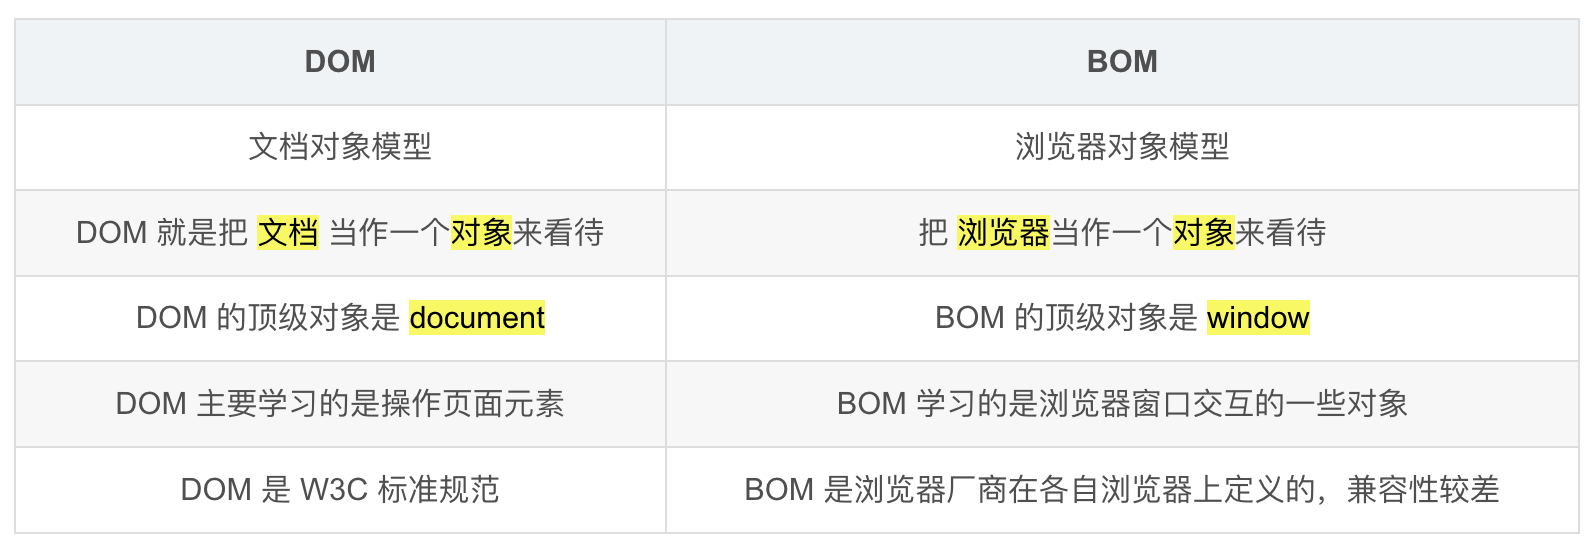 DOM
BOM
文档对象模型
浏览器对象模型
DOM 就是把 文档 当作一个对象来看待
把 浏览器当作一个对象来看待
DOM 的顶级对象是 document
BOM 的顶级对象是 window
DOM 主要学习的是操作页面元素
BOM 学习的是浏览器窗口交互的一些对象
DOM 是 W3C 标准规范
BOM 是浏览器厂商在各自浏览器上定义的，兼容性较差